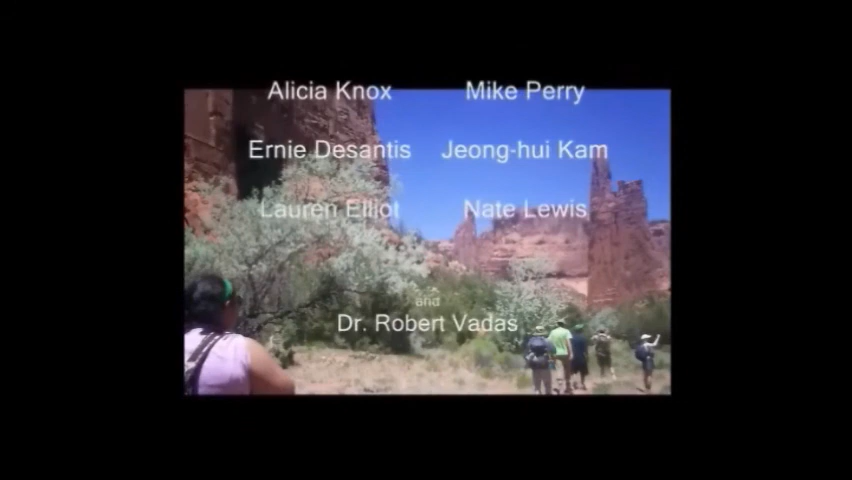 Alicia Knox Mike Perry
Ernie Desantis Jeong-hui Kam
Lauren Elliot Nate Lewis
and
Dr. Robert Vadas